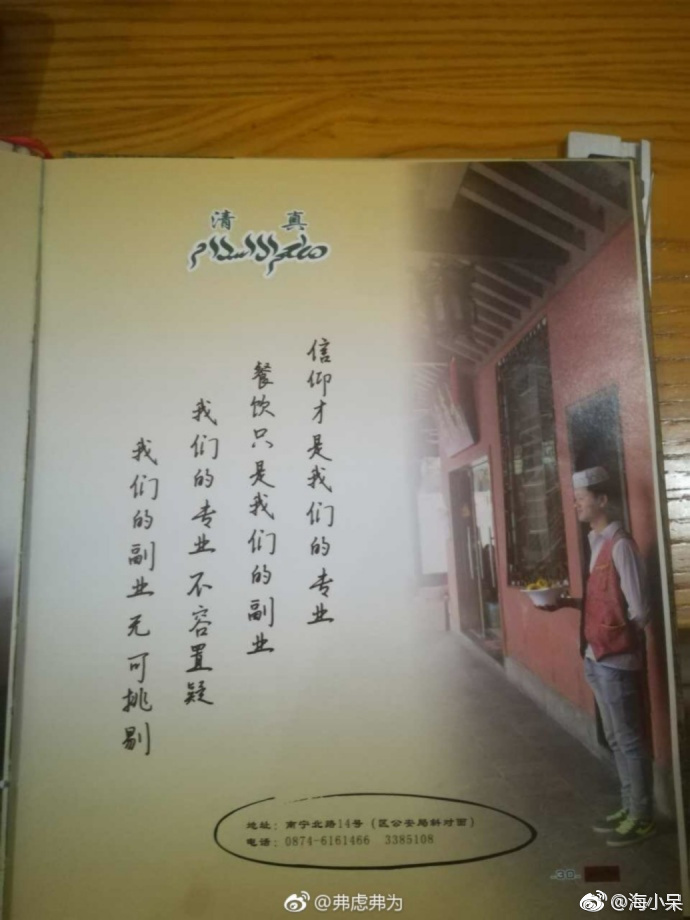 清 真
信仰才是我们的专业
餐饮只是我们的副业
我们的专业不容置疑
我们的副业无可挑剔
地址：南宁北路14号（区公安局斜对面）
电话：0874-6161466 3385108
30
@弗虑弗为
@海小呆